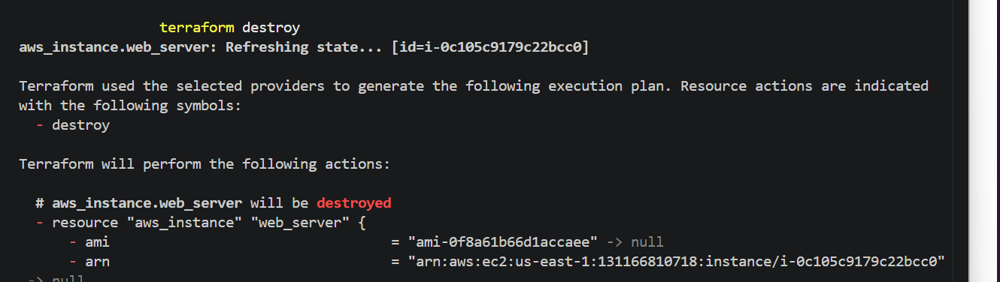 terraform destroy
aws_instance.web_server: Refreshing state... [id=i-0c105c9179c22bcc0]
Terraform used the selected providers to generate the following execution plan. Resource actions are indicated
with the following symbols:
- destroy
Terraform will perform the following actions:
# aws_instance.web_server will be destroyed
- resource "aws_instance" "web_server" {
- ami = "ami-0f8a61b66d1accaee" -> null
- arn = "arn:aws:ec2:us-east-1:131166810718:instance/i-0c105c9179c22bcc0"
-> null